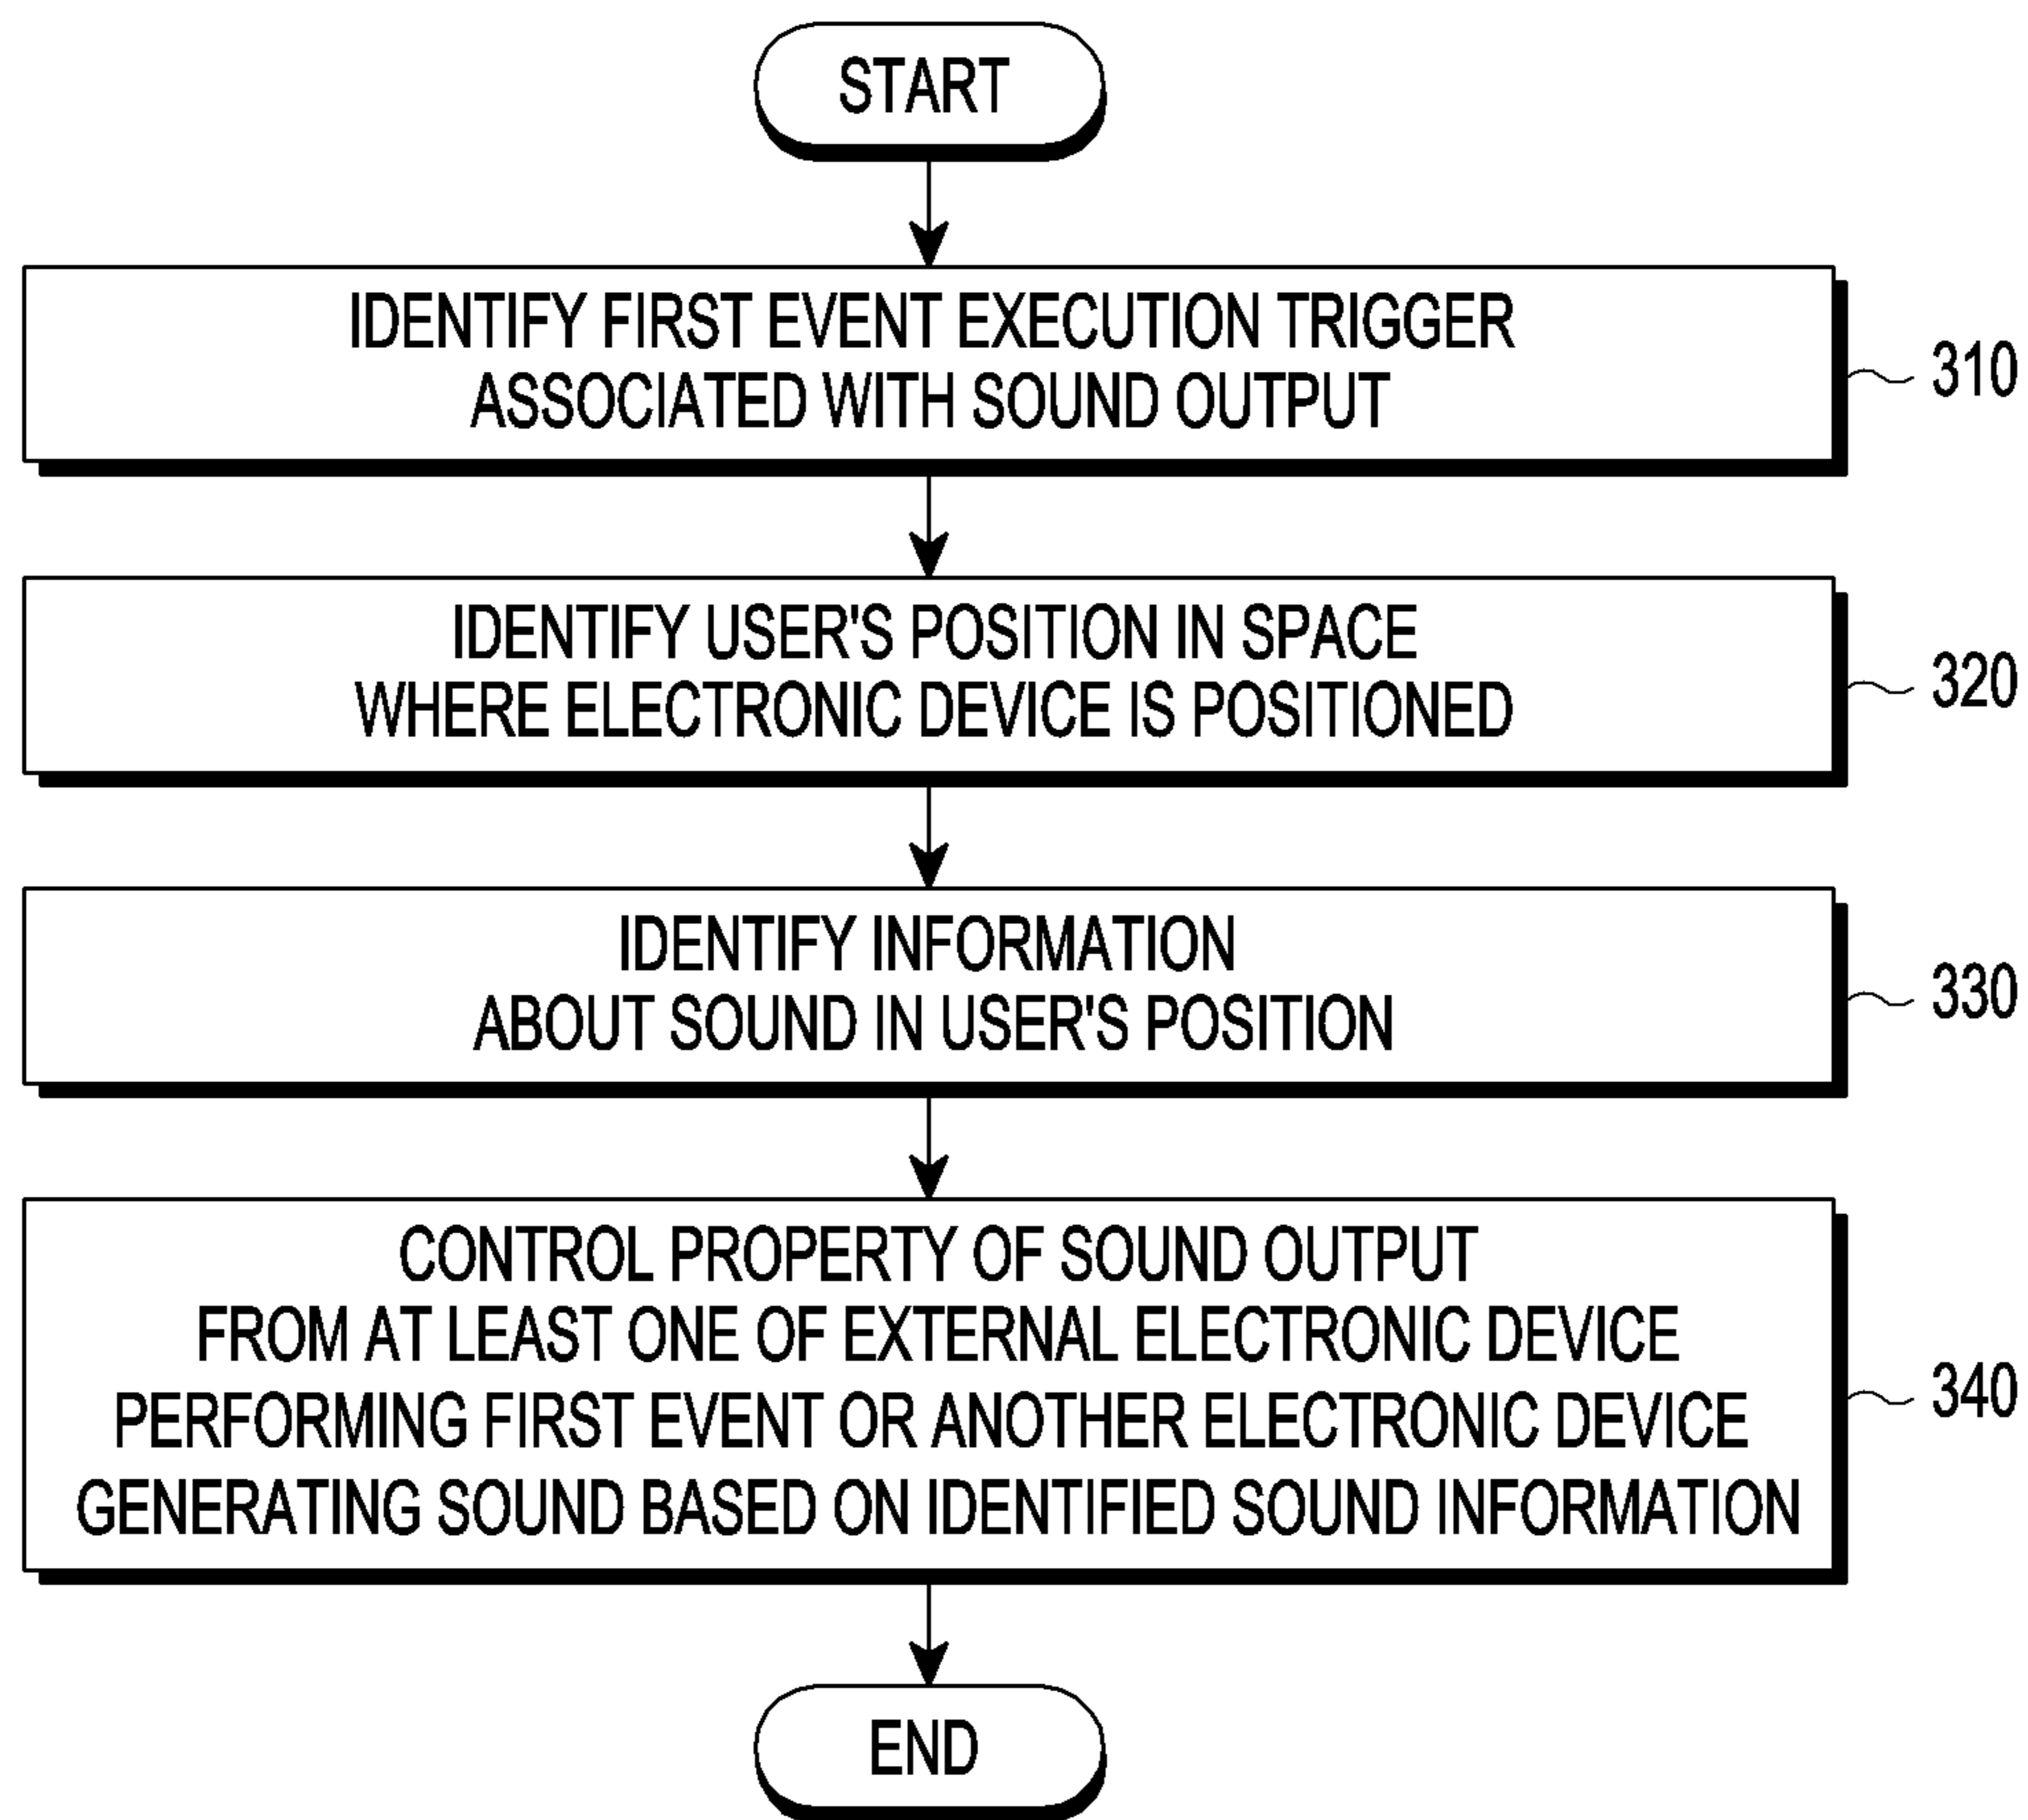 START
IDENTIFY FIRST EVENT EXECUTION TRIGGER
ASSOCIATED WITH SOUND OUTPUT
310
IDENTIFY USER'S POSITION IN SPACE
WHERE ELECTRONIC DEVICE IS POSITIONED
320
IDENTIFY INFORMATION
ABOUT SOUND IN USER'S POSITION
330
CONTROL PROPERTY OF SOUND OUTPUT
FROM AT LEAST ONE OF EXTERNAL ELECTRONIC DEVICE
PERFORMING FIRST EVENT OR ANOTHER ELECTRONIC DEVICE
GENERATING SOUND BASED ON IDENTIFIED SOUND INFORMATION
340
END